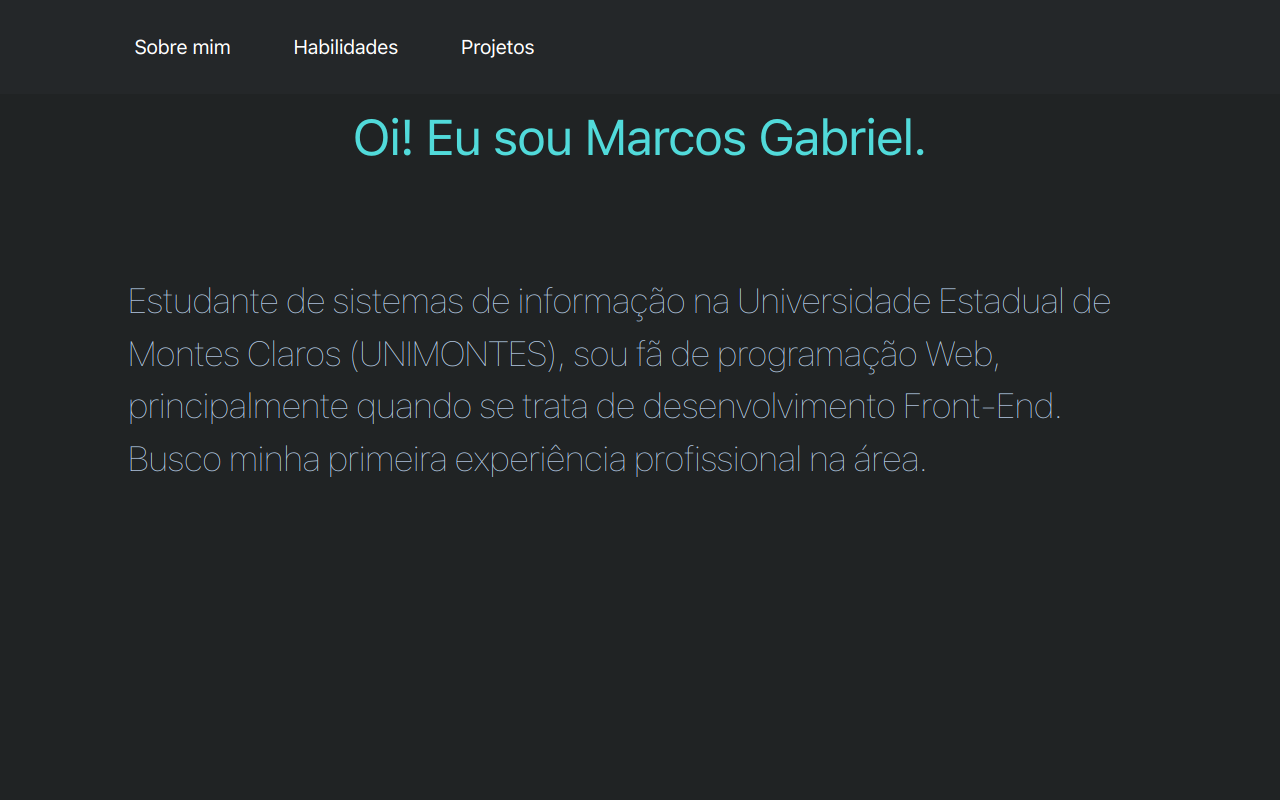 Sobre mim Habilidades Projetos
Oi! Eu sou Marcos Gabriel.
Estudante de sistemas de informação na Universidade Estadual de
Montes Claros (UNIMONTES), sou fã de programação Web,
principalmente quando se trata de desenvolvimento Front-End.
Busco minha primeira experiência profissional na área.